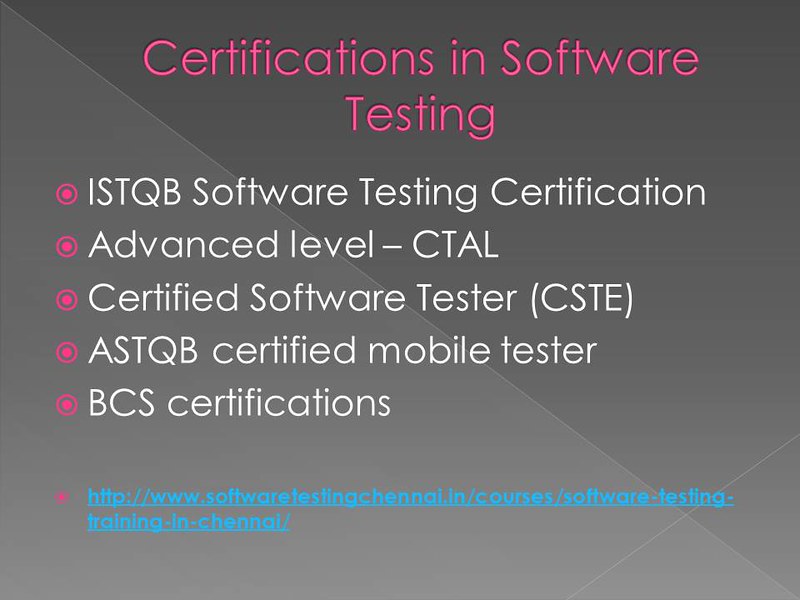 Certifications in Software
Testing
ISTQB Software Testing Certification
Advanced level – CTAL
Certified Software Tester (CSTE)
ASTQB certified mobile tester
BCS certifications
http://www.softwaretestingchennai.in/courses/software-testing-
training-in-chennai/